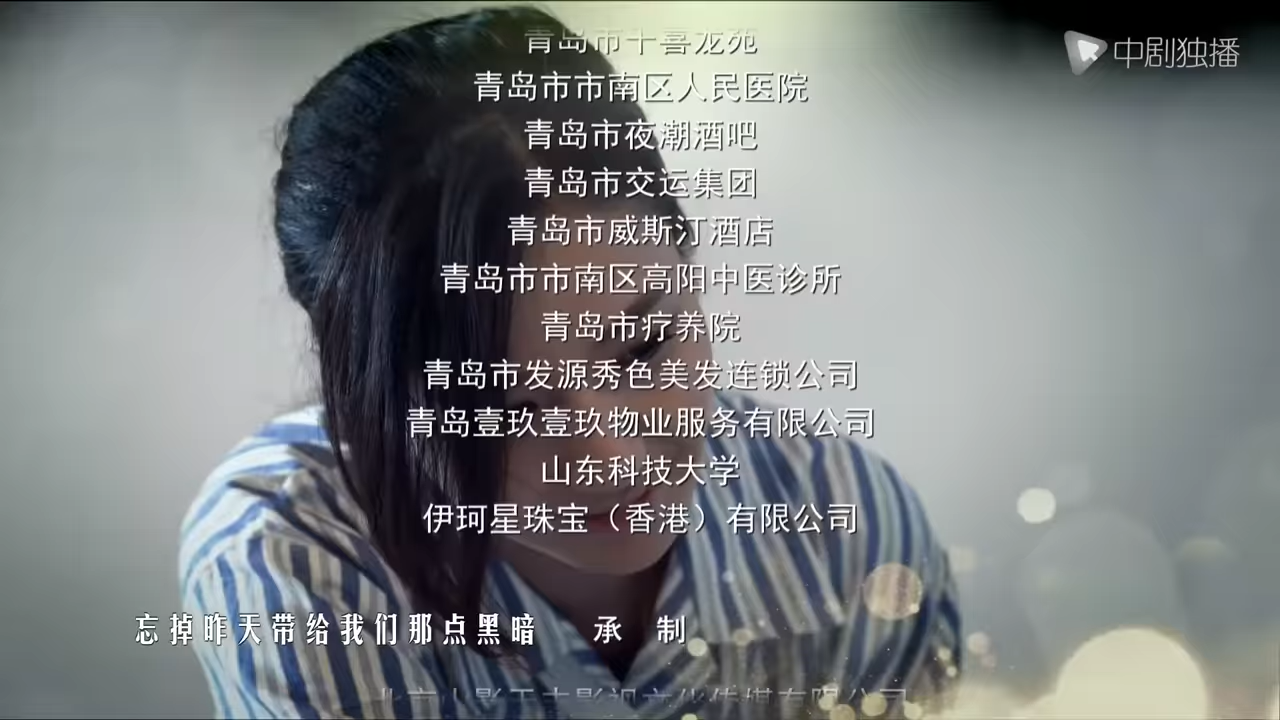 中剧独播
青岛市市南区人民医院
青岛市夜潮酒吧
青岛市交运集团
青岛市威斯汀酒店
青岛市市南区高阳中医诊所
青岛市疗养院
青岛市发源秀色美发连锁公司
青岛壹玖壹玖物业服务有限公司
山东科技大学
伊珂星珠宝（香港）有限公司
忘掉昨天带给我们那点黑暗 承 制